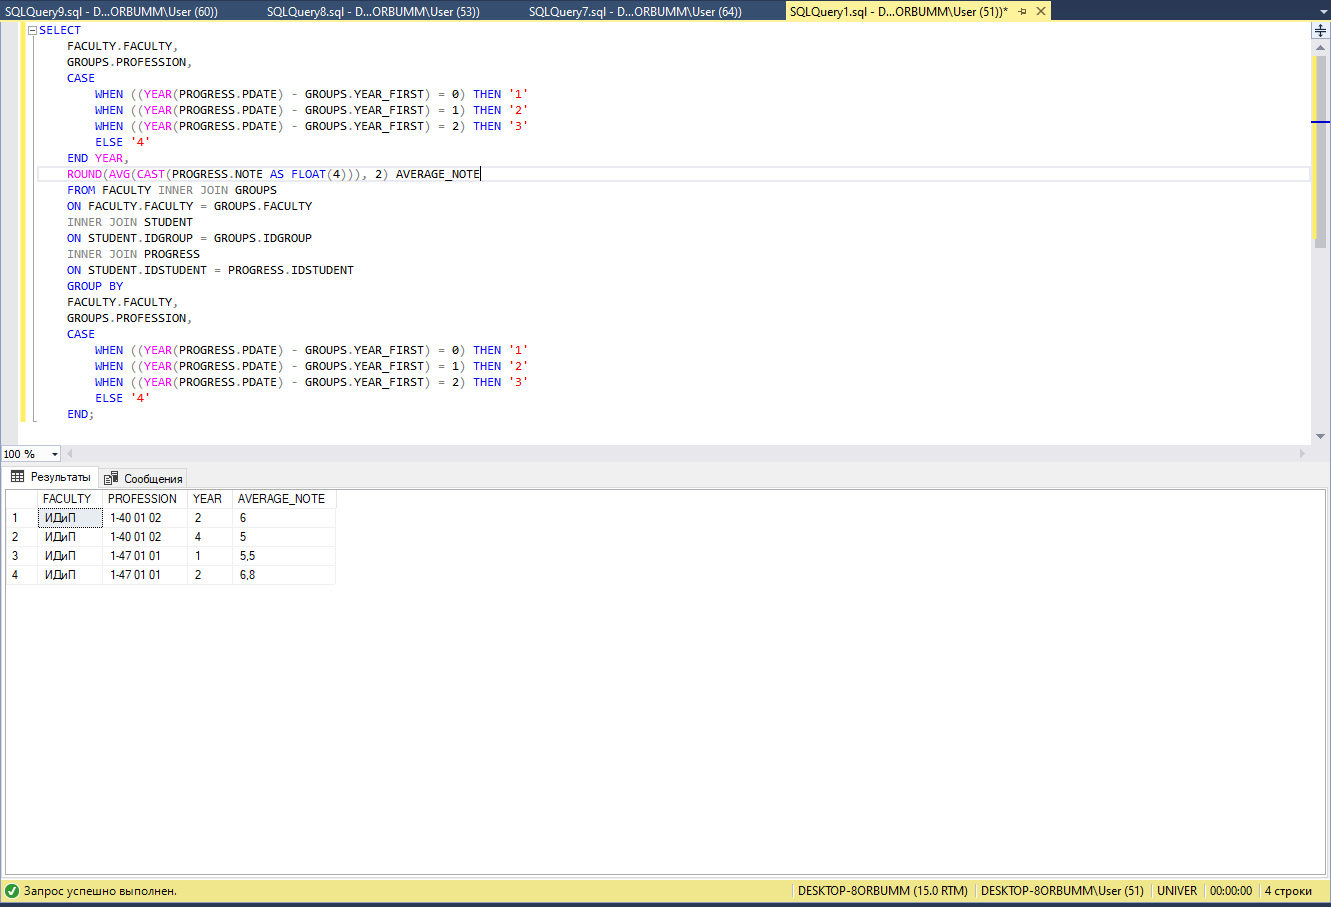 SQLQuery9.sql - D...ORBUMM\User (60)) SQLQuery8.sql - D...ORBUMM\User (53)) SQLQuery7.sql - D...ORBUMM\User (64)) SQLQuery1.sql - D...ORBUMM\User (51))*
SELECT
FACULTY.FACULTY,
GROUPS.PROFESSION,
CASE
WHEN ((YEAR(PROGRESS.PDATE) - GROUPS.YEAR_FIRST) = 0) THEN '1'
WHEN ((YEAR(PROGRESS.PDATE) - GROUPS.YEAR_FIRST) = 1) THEN '2'
WHEN ((YEAR(PROGRESS.PDATE) - GROUPS.YEAR_FIRST) = 2) THEN '3'
ELSE '4'
END YEAR,
ROUND(AVG(CAST(PROGRESS.NOTE AS FLOAT(4))), 2) AVERAGE_NOTE
FROM FACULTY INNER JOIN GROUPS
ON FACULTY.FACULTY = GROUPS.FACULTY
INNER JOIN STUDENT
ON STUDENT.IDGROUP = GROUPS.IDGROUP
INNER JOIN PROGRESS
ON STUDENT.IDSTUDENT = PROGRESS.IDSTUDENT
GROUP BY
FACULTY.FACULTY,
GROUPS.PROFESSION,
CASE
WHEN ((YEAR(PROGRESS.PDATE) - GROUPS.YEAR_FIRST) = 0) THEN '1'
WHEN ((YEAR(PROGRESS.PDATE) - GROUPS.YEAR_FIRST) = 1) THEN '2'
WHEN ((YEAR(PROGRESS.PDATE) - GROUPS.YEAR_FIRST) = 2) THEN '3'
ELSE '4'
END;
100 %
Результаты Сообщения
FACULTY PROFESSION YEAR AVERAGE_NOTE
1 ИДиП 1-40 01 02 2 6
2 ИДиП 1-40 01 02 4 5
3 ИДиП 1-47 01 01 1 5,5
4 ИДиП 1-47 01 01 2 6,8
Запрос успешно выполнен. DESKTOP-8ORBUMM (15.0 RTM) DESKTOP-8ORBUMM\User (51) UNIVER 00:00:00 4 строки